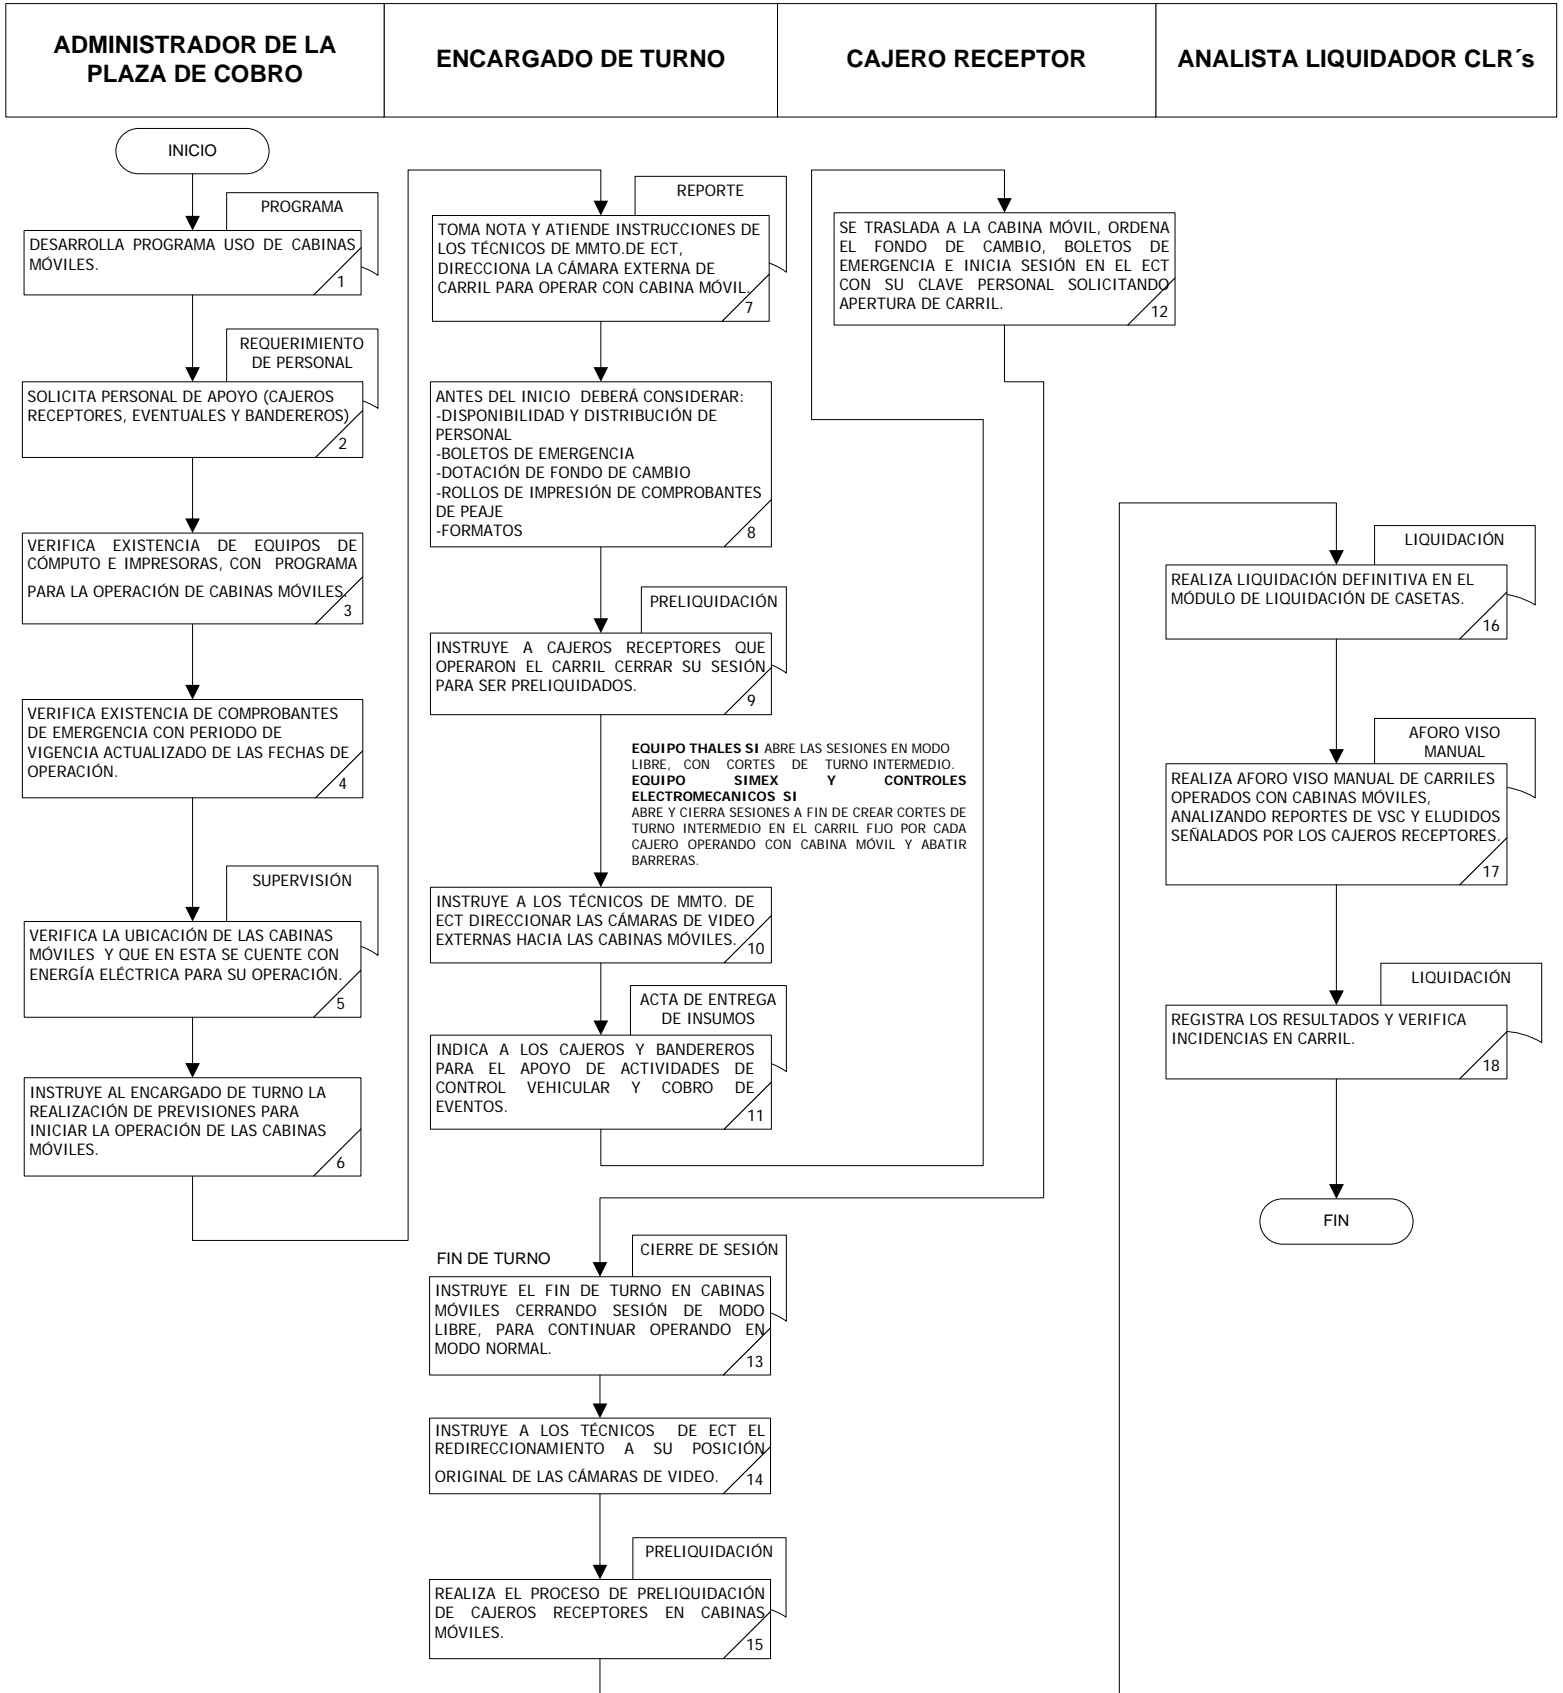 ADMINISTRADOR DE LA
PLAZA DE COBRO
ENCARGADO DE TURNO
CAJERO RECEPTOR
ANALISTA LIQUIDADOR CLR´s
INICIO
PROGRAMA
DESARROLLA PROGRAMA USO DE CABINAS
MÓVILES.
1
REQUERIMIENTO
DE PERSONAL
SOLICITA PERSONAL DE APOYO (CAJEROS
RECEPTORES, EVENTUALES Y BANDEREROS)
2
VERIFICA EXISTENCIA DE EQUIPOS DE
CÓMPUTO E IMPRESORAS, CON PROGRAMA
PARA LA OPERACIÓN DE CABINAS MÓVILES.
3
VERIFICA EXISTENCIA DE COMPROBANTES
DE EMERGENCIA CON PERIODO DE
VIGENCIA ACTUALIZADO DE LAS FECHAS DE
OPERACIÓN.
4
SUPERVISIÓN
VERIFICA LA UBICACIÓN DE LAS CABINAS
MÓVILES Y QUE EN ESTA SE CUENTE CON
ENERGÍA ELÉCTRICA PARA SU OPERACIÓN.
5
INSTRUYE AL ENCARGADO DE TURNO LA
REALIZACIÓN DE PREVISIONES PARA
INICIAR LA OPERACIÓN DE LAS CABINAS
MÓVILES.
6
REPORTE
TOMA NOTA Y ATIENDE INSTRUCCIONES DE
LOS TÉCNICOS DE MMTO.DE ECT,
DIRECCIONA LA CÁMARA EXTERNA DE
CARRIL PARA OPERAR CON CABINA MÓVIL.
7
ANTES DEL INICIO DEBERÁ CONSIDERAR:
-DISPONIBILIDAD Y DISTRIBUCIÓN DE
PERSONAL
-BOLETOS DE EMERGENCIA
-DOTACIÓN DE FONDO DE CAMBIO
-ROLLOS DE IMPRESIÓN DE COMPROBANTES
DE PEAJE
-FORMATOS
8
PRELIQUIDACIÓN
INSTRUYE A CAJEROS RECEPTORES QUE
OPERARON EL CARRIL CERRAR SU SESIÓN
PARA SER PRELIQUIDADOS.
9
EQUIPO THALES SI ABRE LAS SESIONES EN MODO
LIBRE, CON CORTES DE TURNO INTERMEDIO.
EQUIPO SIMEX Y CONTROLES
ELECTROMECANICOS SI
ABRE Y CIERRA SESIONES A FIN DE CREAR CORTES DE
TURNO INTERMEDIO EN EL CARRIL FIJO POR CADA
CAJERO OPERANDO CON CABINA MÓVIL Y ABATIR
BARRERAS.
INSTRUYE A LOS TÉCNICOS DE MMTO. DE
ECT DIRECCIONAR LAS CÁMARAS DE VIDEO
EXTERNAS HACIA LAS CABINAS MÓVILES.
10
ACTA DE ENTREGA
DE INSUMOS
INDICA A LOS CAJEROS Y BANDEREROS
PARA EL APOYO DE ACTIVIDADES DE
CONTROL VEHICULAR Y COBRO DE
EVENTOS.
11
SE TRASLADA A LA CABINA MÓVIL, ORDENA
EL FONDO DE CAMBIO, BOLETOS DE
EMERGENCIA E INICIA SESIÓN EN EL ECT
CON SU CLAVE PERSONAL SOLICITANDO
APERTURA DE CARRIL.
12
FIN DE TURNO
CIERRE DE SESIÓN
INSTRUYE EL FIN DE TURNO EN CABINAS
MÓVILES CERRANDO SESIÓN DE MODO
LIBRE, PARA CONTINUAR OPERANDO EN
MODO NORMAL.
13
INSTRUYE A LOS TÉCNICOS DE ECT EL
REDIRECCIONAMIENTO A SU POSICIÓN
ORIGINAL DE LAS CÁMARAS DE VIDEO.
14
PRELIQUIDACIÓN
REALIZA EL PROCESO DE PRELIQUIDACIÓN
DE CAJEROS RECEPTORES EN CABINAS
MÓVILES.
15
LIQUIDACIÓN
REALIZA LIQUIDACIÓN DEFINITIVA EN EL
MÓDULO DE LIQUIDACIÓN DE CASETAS.
16
AFORO VISO
MANUAL
REALIZA AFORO VISO MANUAL DE CARRILES
OPERADOS CON CABINAS MÓVILES,
ANALIZANDO REPORTES DE VSC Y ELUDIDOS
SEÑALADOS POR LOS CAJEROS RECEPTORES.
17
LIQUIDACIÓN
REGISTRA LOS RESULTADOS Y VERIFICA
INCIDENCIAS EN CARRIL.
18
FIN